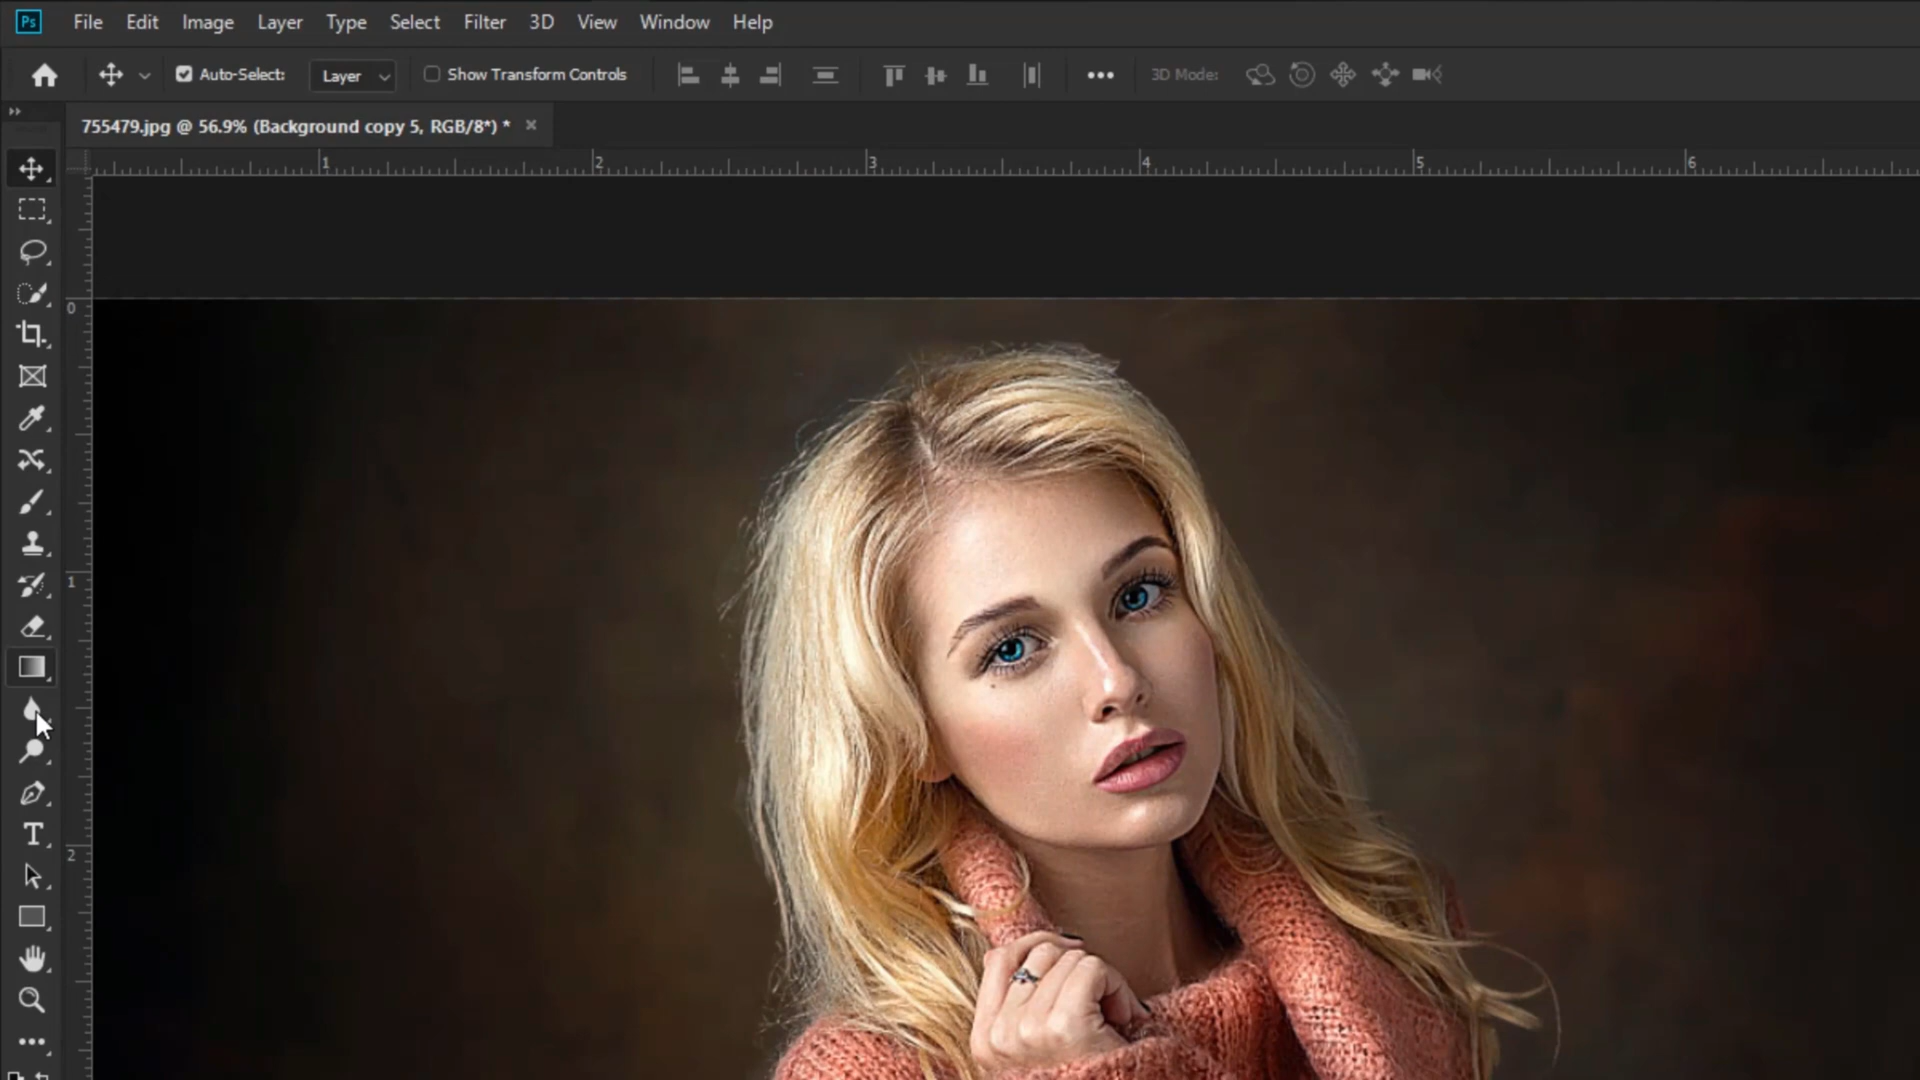 Ps File Edit Image Layer Type Select Filter 3D View Window Help
Auto-Select: Layer Show Transform Controls 3D Mode:
755479.jpg @ 56.9% (Background copy 5, RGB/8*) * ×
1 2 3 4 5 6
0
1
T
2